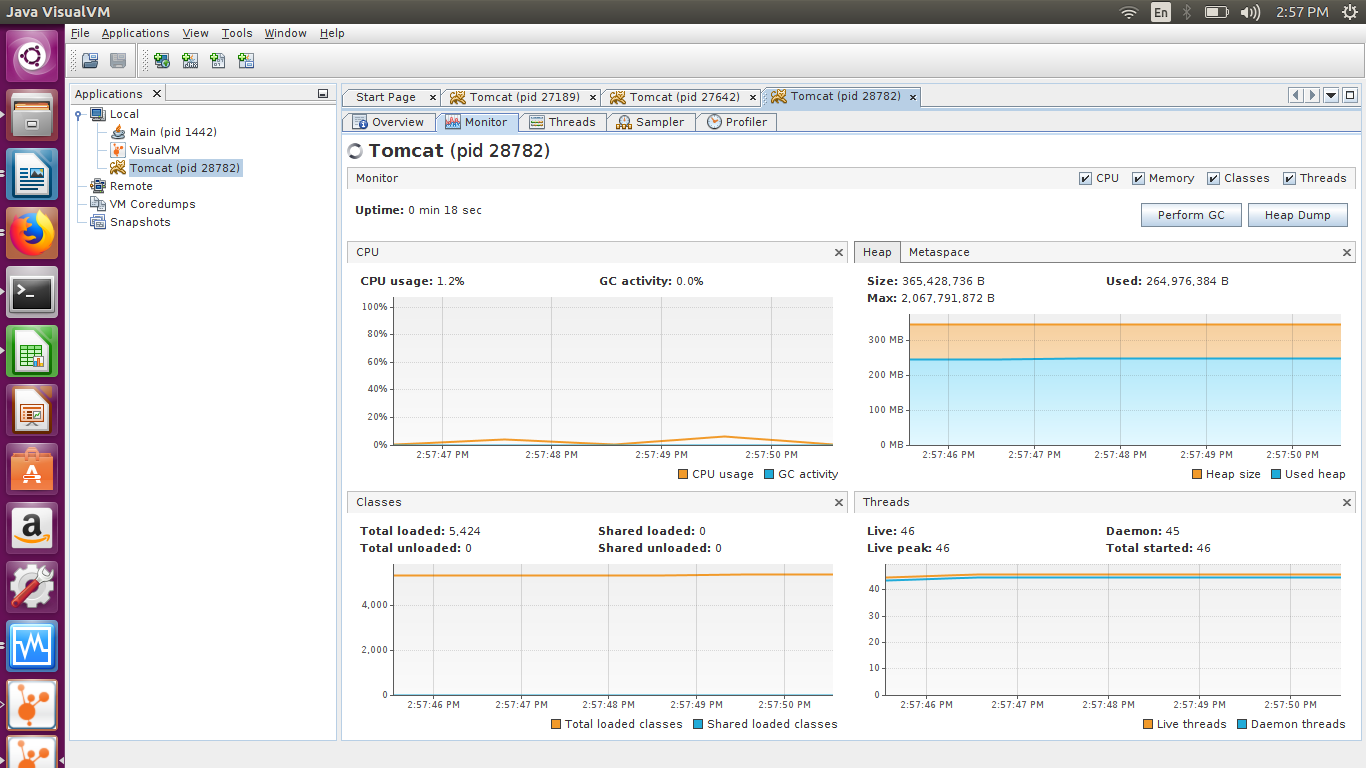 Java VisualVM
En
2:57 PM
File Applications View Tools Window Help
Applications
Local
Main (pid 1442)
VisualVM
Tomcat (pid 28782)
Remote
VM Coredumps
Snapshots
Start Page Tomcat (pid 27189) Tomcat (pid 27642) Tomcat (pid 28782)
Overview Monitor Threads Sampler Profiler
Tomcat (pid 28782)
Monitor CPU Memory Classes Threads
Uptime: 0 min 18 sec
Perform GC Heap Dump
CPU
CPU usage: 1.2% GC activity: 0.0%
100%
80%
60%
40%
20%
0%
2:57:47 PM 2:57:48 PM 2:57:49 PM 2:57:50 PM
CPU usage GC activity
Heap Metaspace
Size: 365,428,736 B Used: 264,976,384 B
Max: 2,067,791,872 B
300 MB
200 MB
100 MB
0 MB
2:57:46 PM 2:57:47 PM 2:57:48 PM 2:57:49 PM 2:57:50 PM
Heap size Used heap
Classes
Total loaded: 5,424 Shared loaded: 0
Total unloaded: 0 Shared unloaded: 0
4,000
2,000
0
2:57:46 PM 2:57:47 PM 2:57:48 PM 2:57:49 PM 2:57:50 PM
Total loaded classes Shared loaded classes
Threads
Live: 46 Daemon: 45
Live peak: 46 Total started: 46
40
30
20
10
0
2:57:46 PM 2:57:47 PM 2:57:48 PM 2:57:49 PM 2:57:50 PM
Live threads Daemon threads